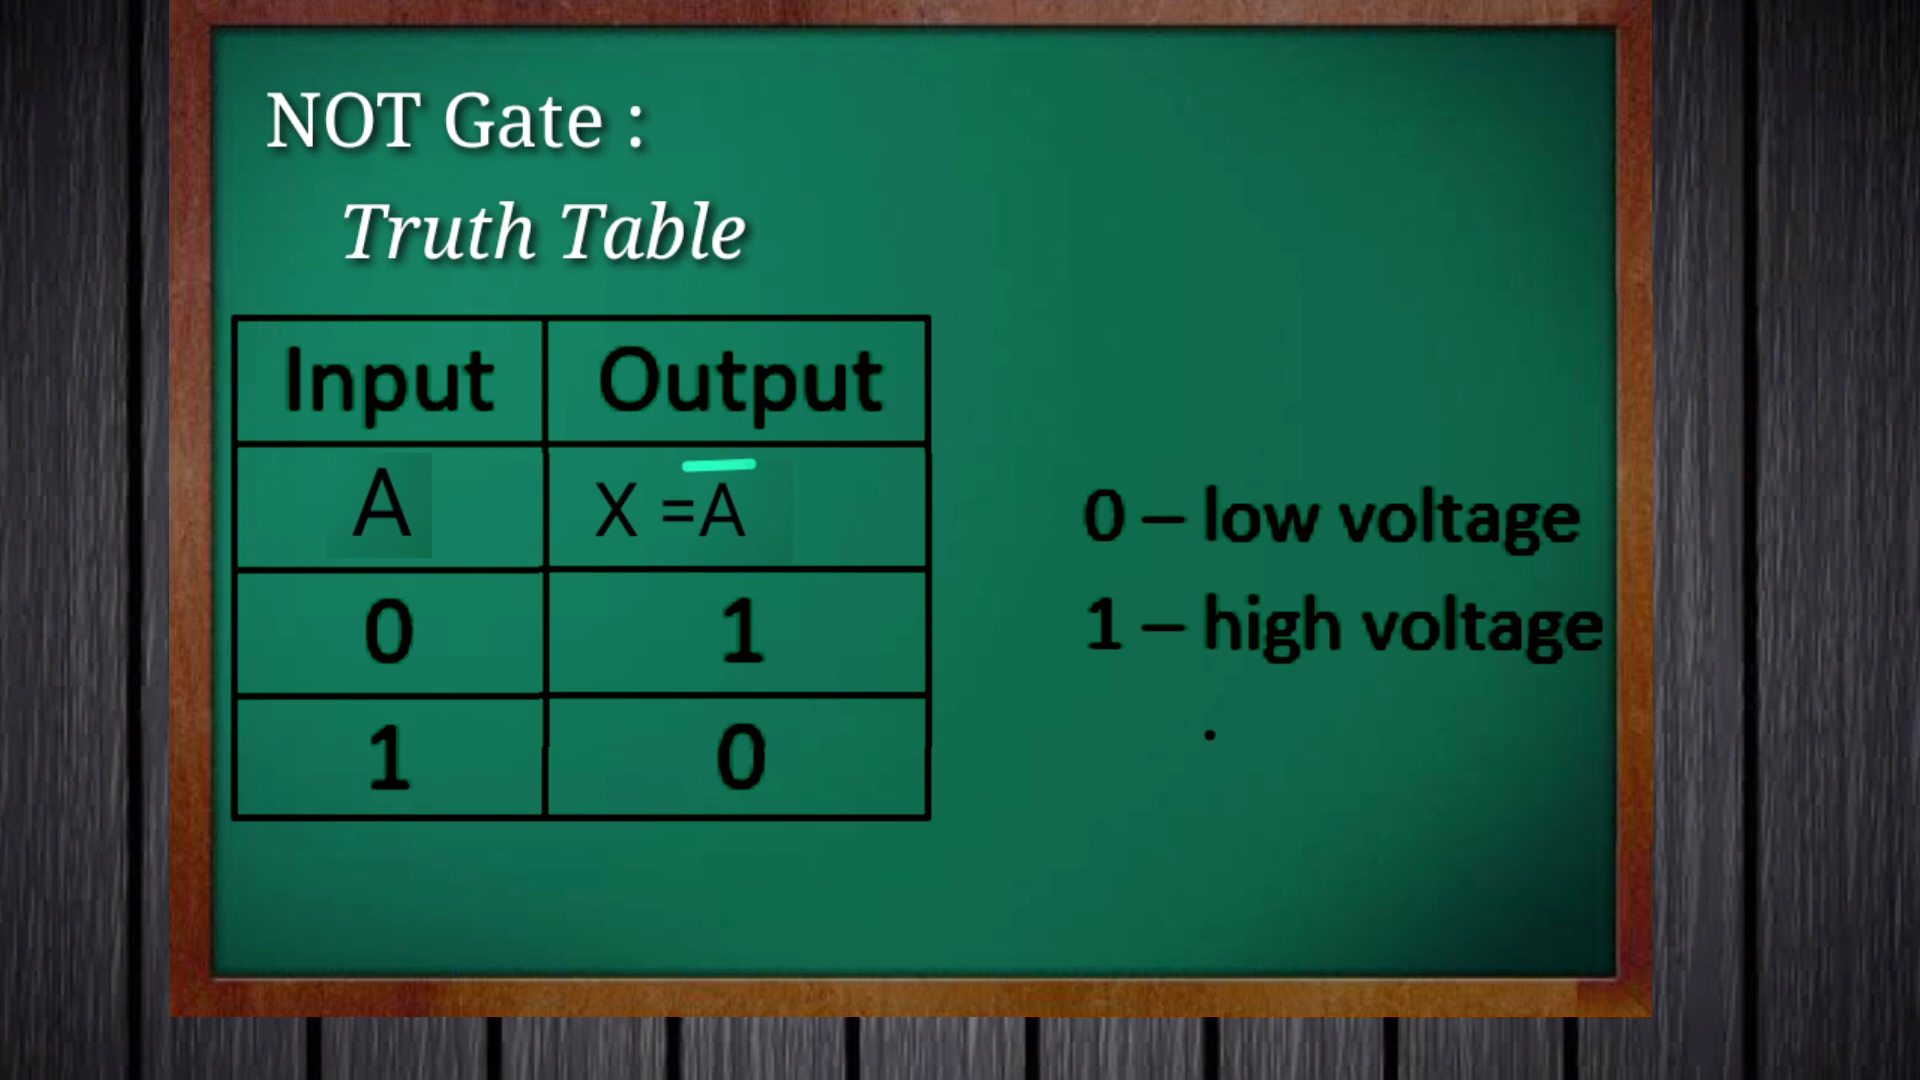 NOT Gate :
Truth Table
Input Output
A X =A̅
0 1
1 0
0 – low voltage
1 – high voltage
.